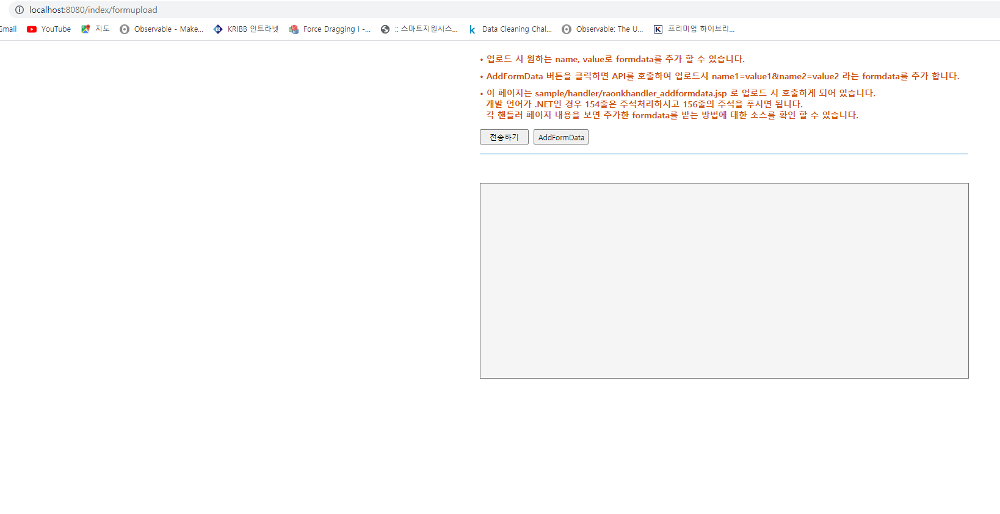 localhost:8080/index/formupload
Gmail YouTube 지도 Observable - Make... KRIBB 인트라넷 Force Dragging I -... :: 스마트지원시스... Data Cleaning Chal... Observable: The U... 프리미엄 하이브리...
• 업로드 시 원하는 name, value로 formdata를 추가 할 수 있습니다.
• AddFormData 버튼을 클릭하면 API를 호출하여 업로드시 name1=value1&name2=value2 라는 formdata를 추가 합니다.
• 이 페이지는 sample/handler/raonkhandler_addformdata.jsp 로 업로드 시 호출하게 되어 있습니다.
개발 언어가 .NET인 경우 154줄은 주석처리하시고 156줄의 주석을 푸시면 됩니다.
각 핸들러 페이지 내용을 보면 추가한 formdata를 받는 방법에 대한 소스를 확인 할 수 있습니다.
전송하기 AddFormData